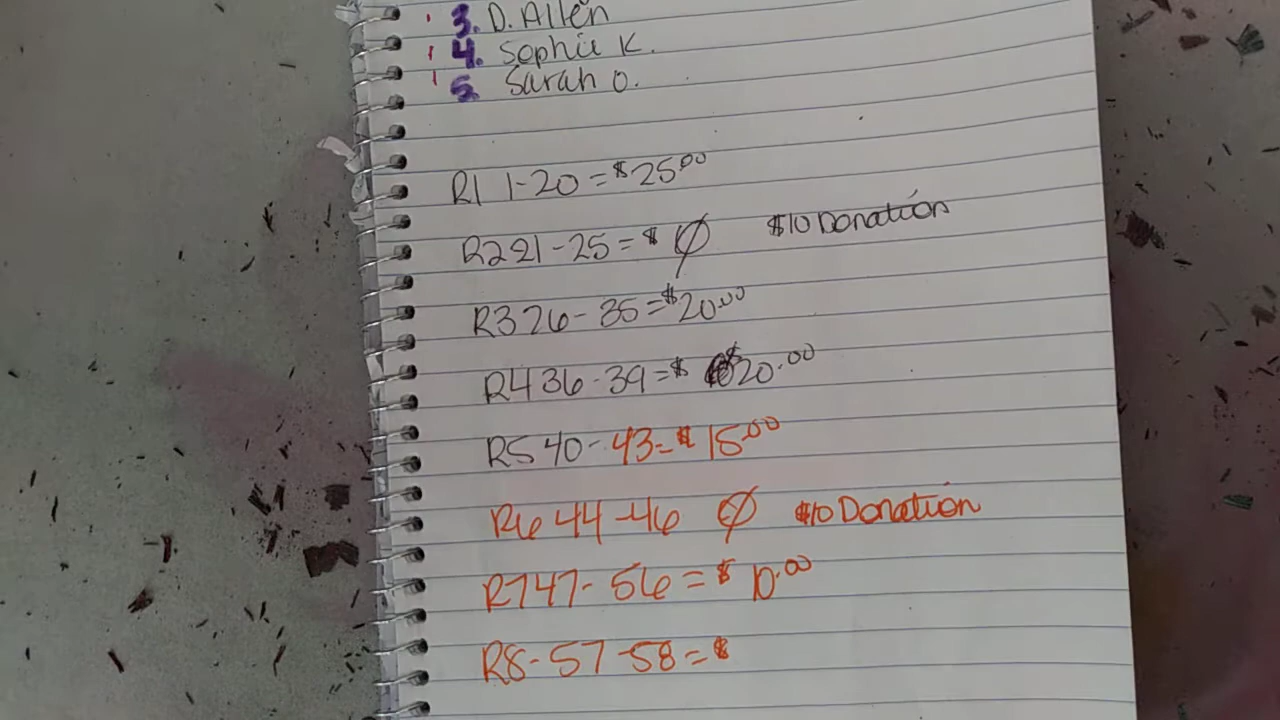 3. D. Allen
4. Sophie K.
5. Sarah O.
R1 1-20 = $25.00
R2 21-25 = $ Ø $10 Donation
R3 26-35 = $20.00
R4 36-39 = $ $20.00
R5 40-43 = $ 15.00
R6 44-46 Ø $10 Donation
R7 47-56 = $ 10.00
R8-57-58 = $